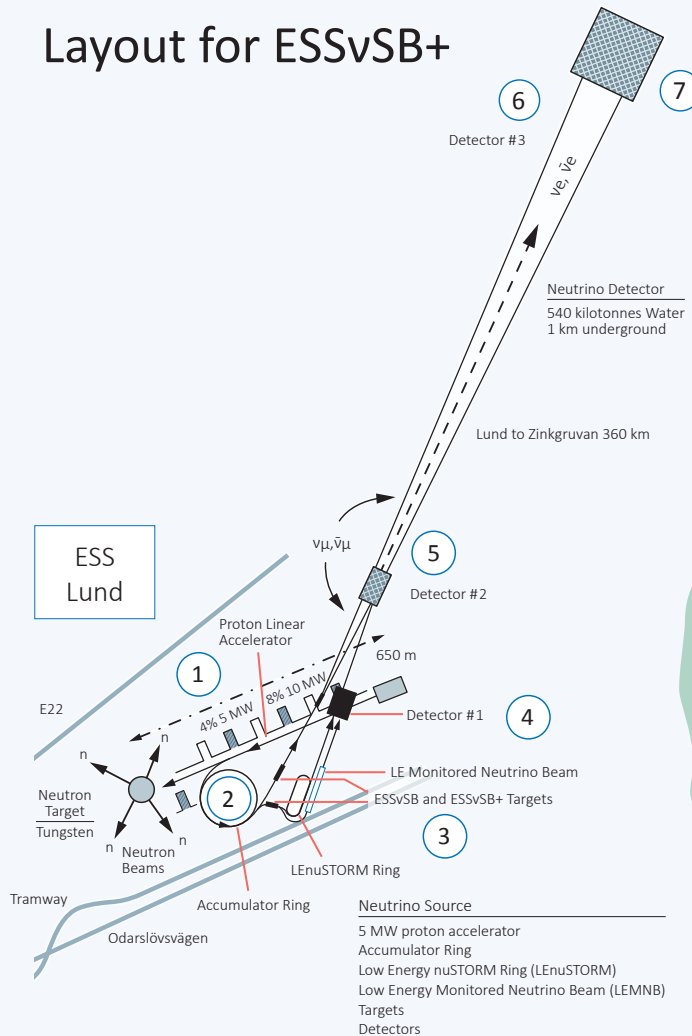 Layout for ESSνSB+
6
7
Detector #3
νe, ν̄e
Neutrino Detector
540 kilotonnes Water
1 km underground
Lund to Zinkgruvan 360 km
ESS
Lund
νμ,ν̄μ
5
Detector #2
Proton Linear
Accelerator
650 m
1
8% 10 MW
4% 5 MW
E22
Detector #1
4
n
n
LE Monitored Neutrino Beam
Neutron
Target
Tungsten
2
ESSνSB and ESSνSB+ Targets
3
n
n
Neutron
Beams
LEnuSTORM Ring
Tramway
Accumulator Ring
Odarslövsvägen
Neutrino Source
5 MW proton accelerator
Accumulator Ring
Low Energy nuSTORM Ring (LEnuSTORM)
Low Energy Monitored Neutrino Beam (LEMNB)
Targets
Detectors